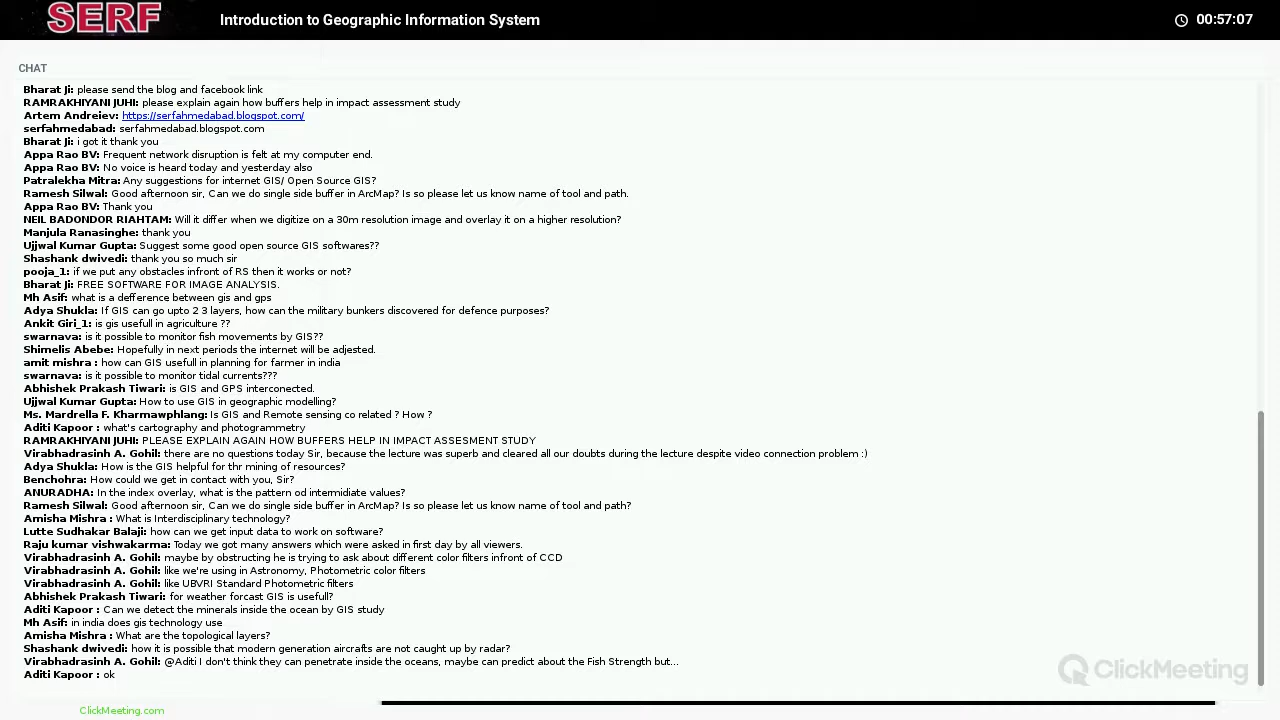 SERF
Introduction to Geographic Information System
00:57:07
CHAT
Bharat Ji: please send the blog and facebook link
RAMRAKHIYANI JUHI: please explain again how buffers help in impact assessment study
Artem Andreiev: https://serfahmedabad.blogspot.com/
serfahmedabad: serfahmedabad.blogspot.com
Bharat Ji: i got it thank you
Appa Rao BV: Frequent network disruption is felt at my computer end.
Appa Rao BV: No voice is heard today and yesterday also
Patralekha Mitra: Any suggestions for internet GIS/ Open Source GIS?
Ramesh Silwal: Good afternoon sir, Can we do single side buffer in ArcMap? Is so please let us know name of tool and path.
Appa Rao BV: Thank you
NEIL BADONDOR RIAHTAM: Will it differ when we digitize on a 30m resolution image and overlay it on a higher resolution?
Manjula Ranasinghe: thank you
Ujjwal Kumar Gupta: Suggest some good open source GIS softwares??
Shashank dwivedi: thank you so much sir
pooja_1: if we put any obstacles infront of RS then it works or not?
Bharat Ji: FREE SOFTWARE FOR IMAGE ANALYSIS.
Mh Asif: what is a defference between gis and gps
Adya Shukla: If GIS can go upto 2 3 layers, how can the military bunkers discovered for defence purposes?
Ankit Giri_1: is gis usefull in agriculture ??
swarnava: is it possible to monitor fish movements by GIS??
Shimelis Abebe: Hopefully in next periods the internet will be adjested.
amit mishra : how can GIS usefull in planning for farmer in india
swarnava: is it possible to monitor tidal currents???
Abhishek Prakash Tiwari: is GIS and GPS interconected.
Ujjwal Kumar Gupta: How to use GIS in geographic modelling?
Ms. Mardrella F. Kharmawphlang: Is GIS and Remote sensing co related ? How ?
Aditi Kapoor : what's cartography and photogrammetry
RAMRAKHIYANI JUHI: PLEASE EXPLAIN AGAIN HOW BUFFERS HELP IN IMPACT ASSESMENT STUDY
Virabhadrasinh A. Gohil: there are no questions today Sir, because the lecture was superb and cleared all our doubts during the lecture despite video connection problem :)
Adya Shukla: How is the GIS helpful for thr mining of resources?
Benchohra: How could we get in contact with you, Sir?
ANURADHA: In the index overlay, what is the pattern od intermidiate values?
Ramesh Silwal: Good afternoon sir, Can we do single side buffer in ArcMap? Is so please let us know name of tool and path?
Amisha Mishra : What is Interdisciplinary technology?
Lutte Sudhakar Balaji: how can we get input data to work on software?
Raju kumar vishwakarma: Today we got many answers which were asked in first day by all viewers.
Virabhadrasinh A. Gohil: maybe by obstructing he is trying to ask about different color filters infront of CCD
Virabhadrasinh A. Gohil: like we're using in Astronomy, Photometric color filters
Virabhadrasinh A. Gohil: like UBVRI Standard Photometric filters
Abhishek Prakash Tiwari: for weather forcast GIS is usefull?
Aditi Kapoor : Can we detect the minerals inside the ocean by GIS study
Mh Asif: in india does gis technology use
Amisha Mishra : What are the topological layers?
Shashank dwivedi: how it is possible that modern generation aircrafts are not caught up by radar?
Virabhadrasinh A. Gohil: @Aditi I don't think they can penetrate inside the oceans, maybe can predict about the Fish Strength but...
Aditi Kapoor : ok
ClickMeeting
ClickMeeting.com